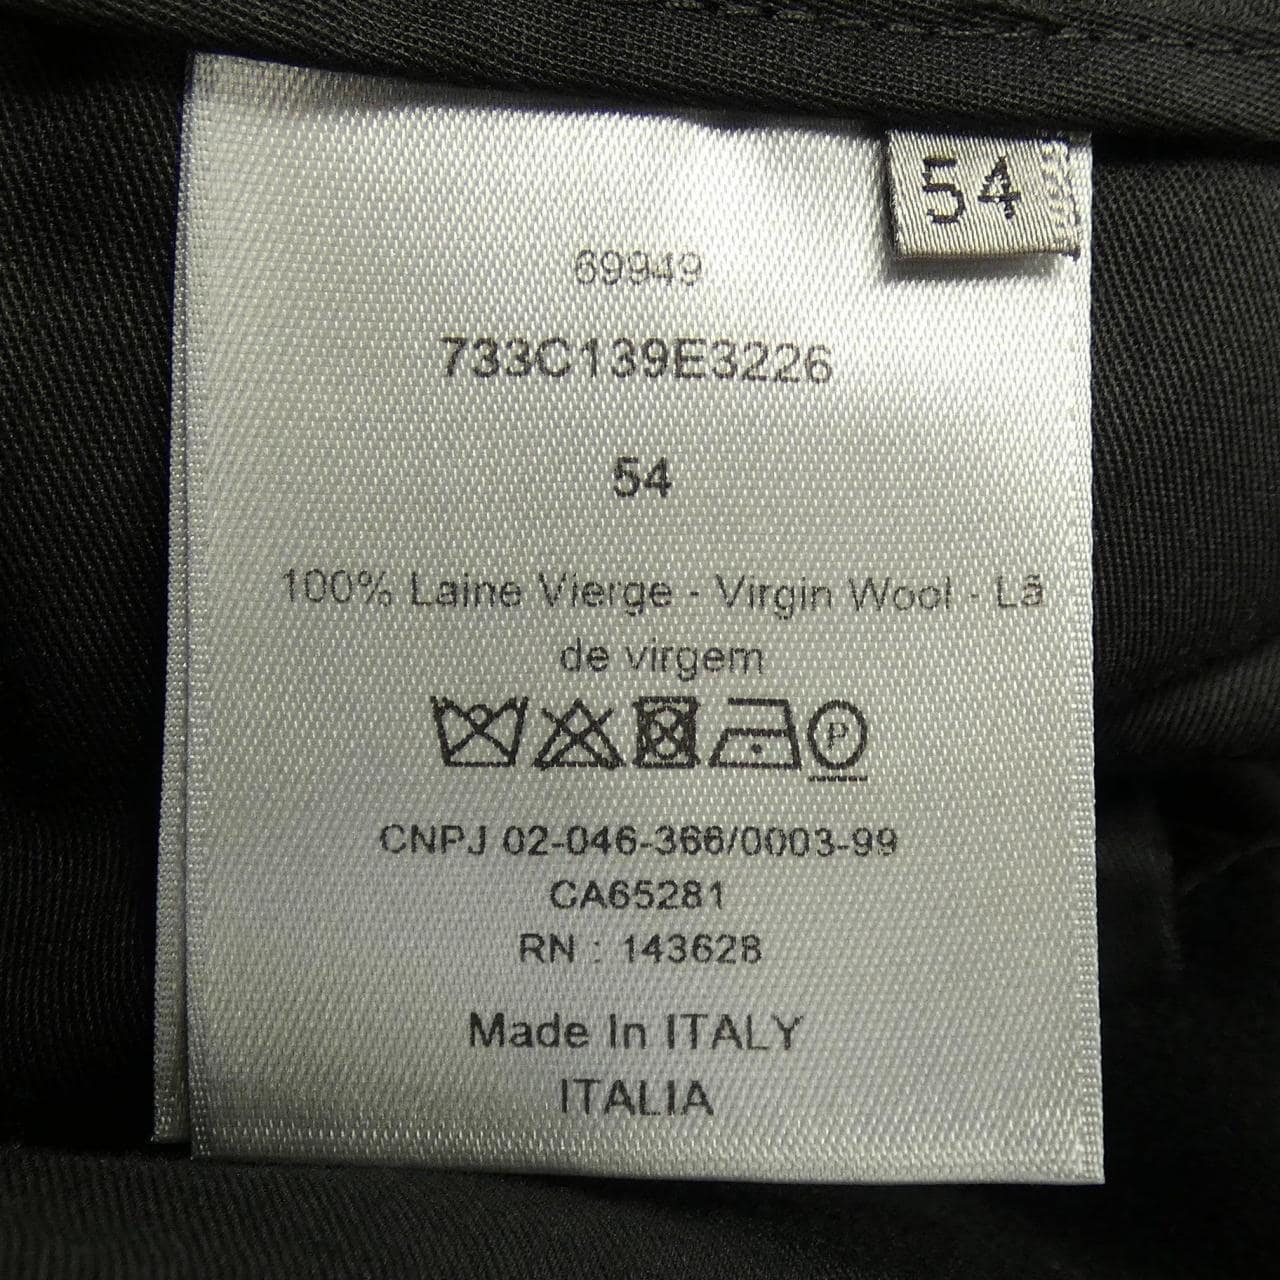 54
69949
733C139E3226
54
100% Laine Vierge - Virgin Wool - Lã
de virgem
P
CNPJ 02-046-366/0003-99
CA65281
RN : 143628
Made In ITALY
ITALIA